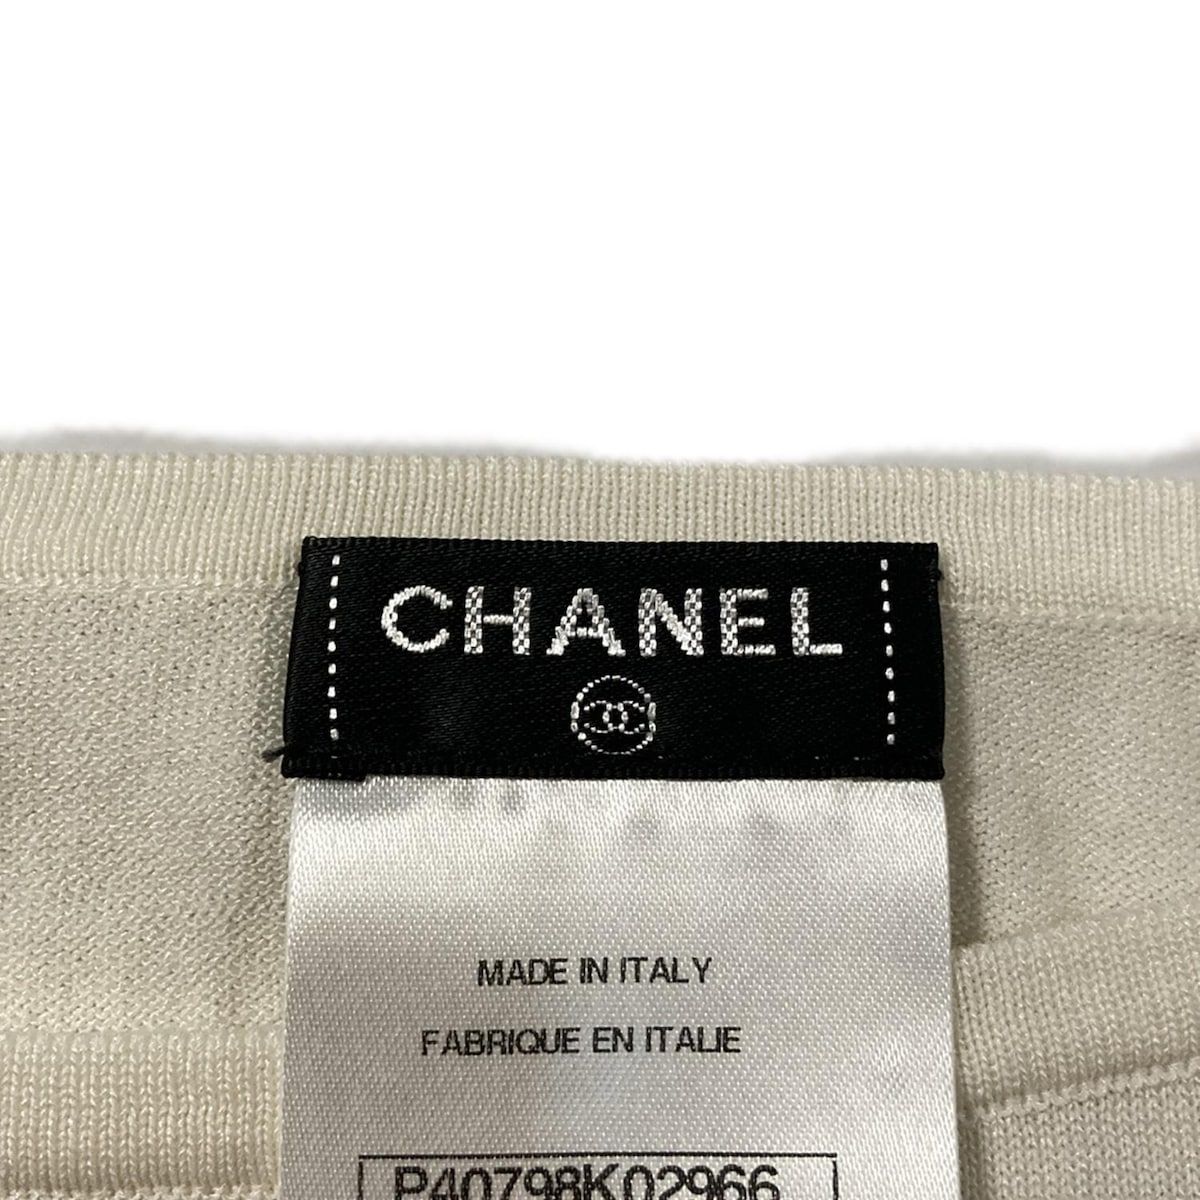 CHANEL
MADE IN ITALY
FABRIQUE EN ITALIE
P40798K02966